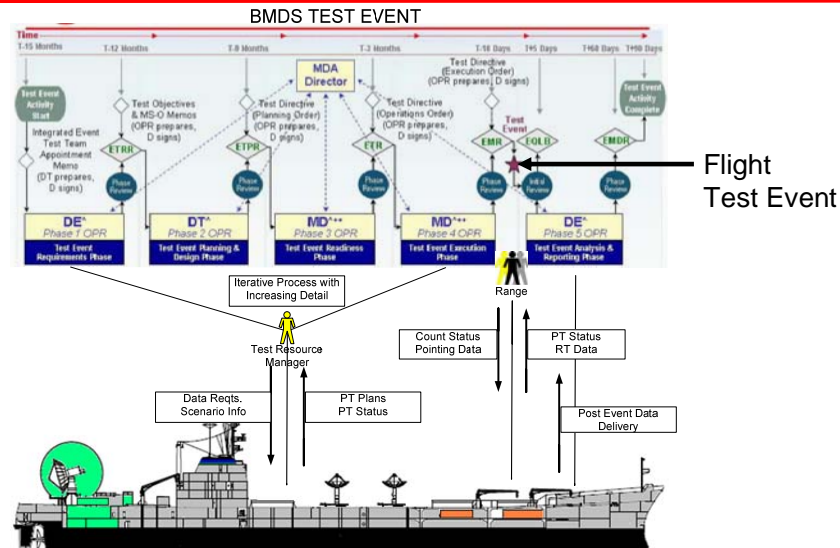 BMDS TEST EVENT
Time
T-15 Months
T-12 Months
T-9 Months
T-3 Months
T-10 Days
T+5 Days
T+60 Days
T+90 Days
Test Event
Activity
Start
Integrated Event
Test Team
Appointment
Memo
(DT prepares,
D signs)
Test Objectives
& MS-O Memos
(OPR prepares,
D signs)
ETRR
Phase
Review
Test Directive
(Planning Order)
(OPR prepares,
D signs)
ETPR
Phase
Review
MDA
Director
Test Directive
(Operations Order)
(OPR prepares,
D signs)
ETR
Phase
Review
Test Directive
(Execution Order)
(OPR prepares, D signs)
EMR
Phase
Review
Test
Event
EQLR
Initial
Review
EMDR
Phase
Review
Test Event
Activity
Complete
Flight
Test Event
DE^
Phase 1 OPR
Test Event
Requirements Phase
DT^
Phase 2 OPR
Test Event Planning &
Design Phase
MD^**
Phase 3 OPR
Test Event Readiness
Phase
MD^**
Phase 4 OPR
Test Event Execution
Phase
DE^
Phase 5 OPR
Test Event Analysis &
Reporting Phase
Iterative Process with
Increasing Detail
Test Resource
Manager
Range
Count Status
Pointing Data
PT Status
RT Data
Data Reqts.
Scenario Info
PT Plans
PT Status
Post Event Data
Delivery